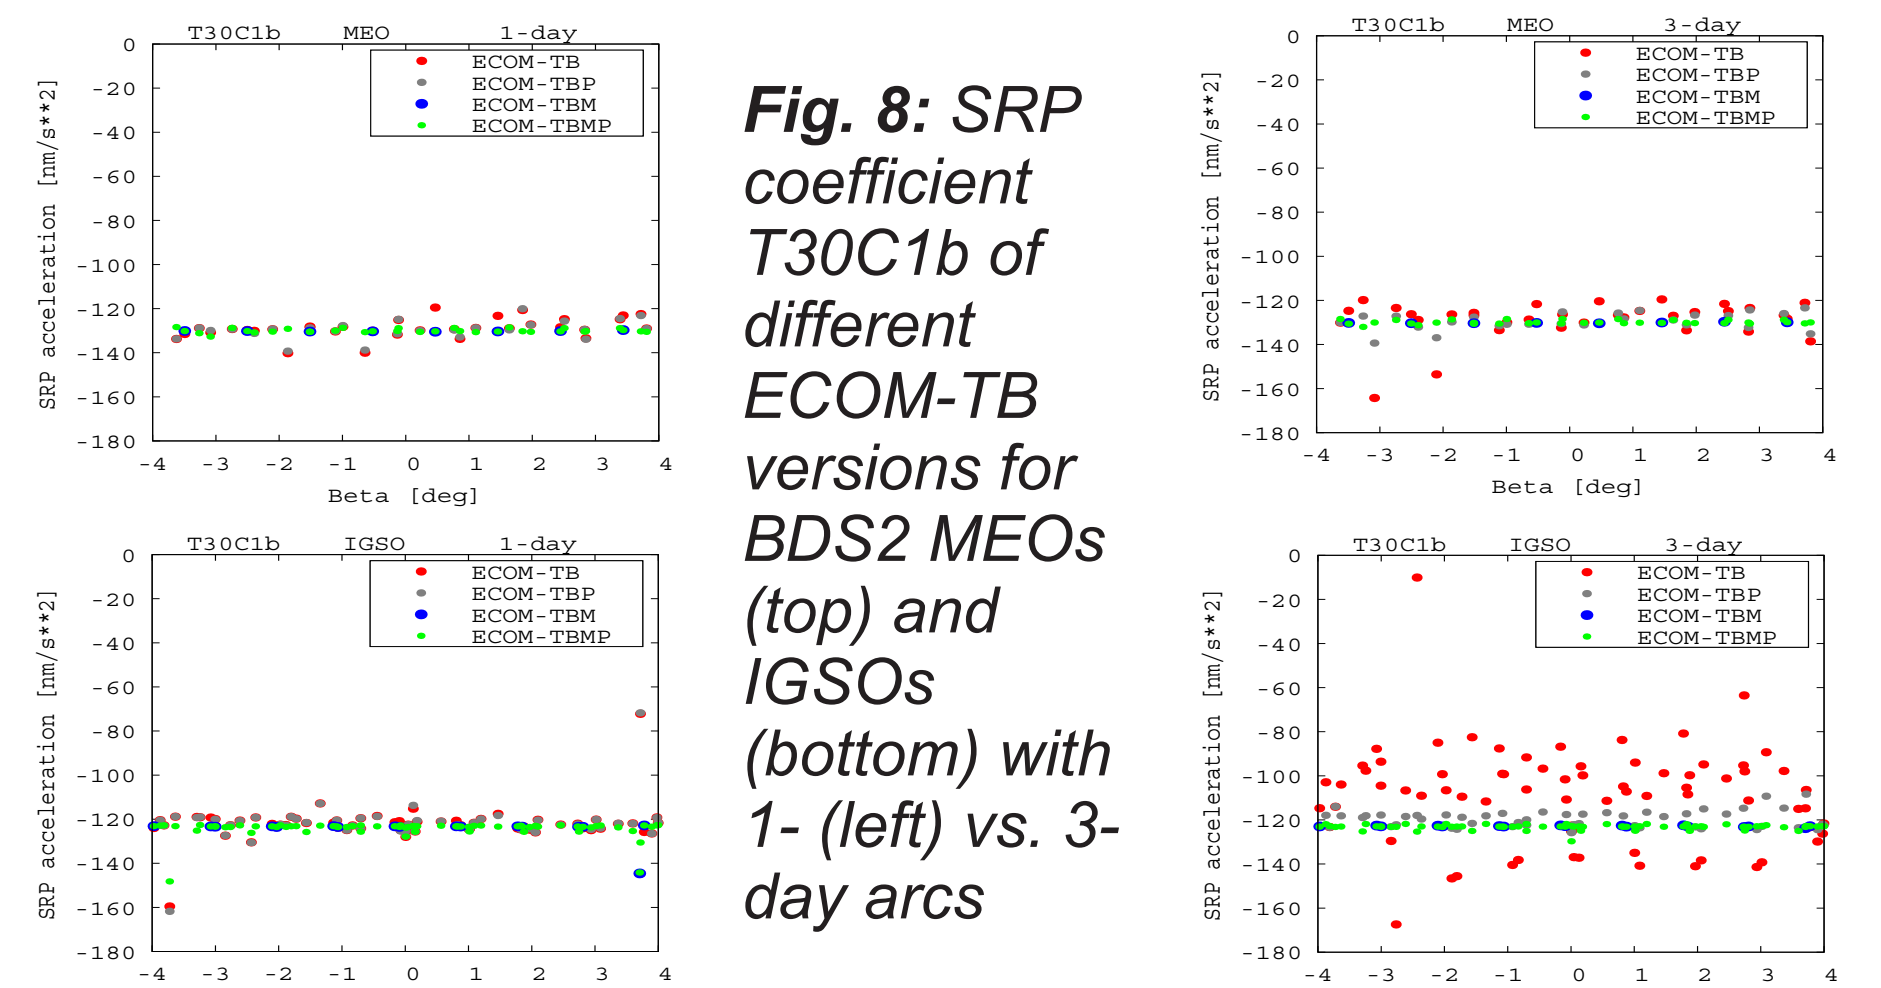 T30C1b MEO 1-day
0
-20
-40
-60
-80
-100
-120
-140
-160
-180
SRP acceleration [nm/s**2]
ECOM-TB
ECOM-TBP
ECOM-TBM
ECOM-TBMP
-4 -3 -2 -1 0 1 2 3 4
Beta [deg]
T30C1b IGSO 1-day
0
-20
-40
-60
-80
-100
-120
-140
-160
-180
SRP acceleration [nm/s**2]
ECOM-TB
ECOM-TBP
ECOM-TBM
ECOM-TBMP
-4 -3 -2 -1 0 1 2 3 4
Fig. 8: SRP
coefficient
T30C1b of
different
ECOM-TB
versions for
BDS2 MEOs
(top) and
IGSOs
(bottom) with
1- (left) vs. 3-
day arcs
T30C1b MEO 3-day
0
-20
-40
-60
-80
-100
-120
-140
-160
-180
SRP acceleration [nm/s**2]
ECOM-TB
ECOM-TBP
ECOM-TBM
ECOM-TBMP
-4 -3 -2 -1 0 1 2 3 4
Beta [deg]
T30C1b IGSO 3-day
0
-20
-40
-60
-80
-100
-120
-140
-160
-180
SRP acceleration [nm/s**2]
ECOM-TB
ECOM-TBP
ECOM-TBM
ECOM-TBMP
-4 -3 -2 -1 0 1 2 3 4